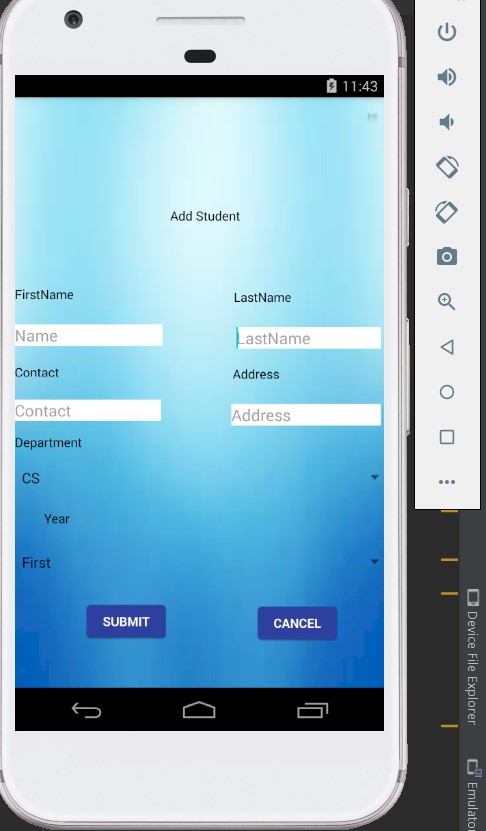 11:43
Add Student
FirstName
LastName
Name
LastName
Contact
Address
Contact
Address
Department
CS
Year
First
SUBMIT
CANCEL
Device File Explorer